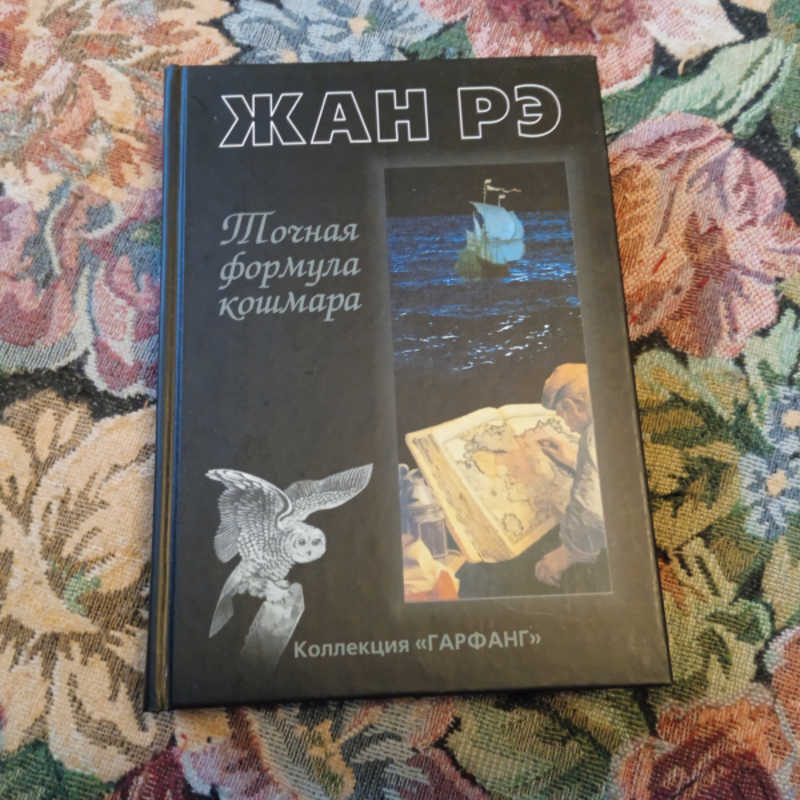 ЖАН РЭ
Точная
формула
кошмара
Коллекция «ГАРФАНГ»